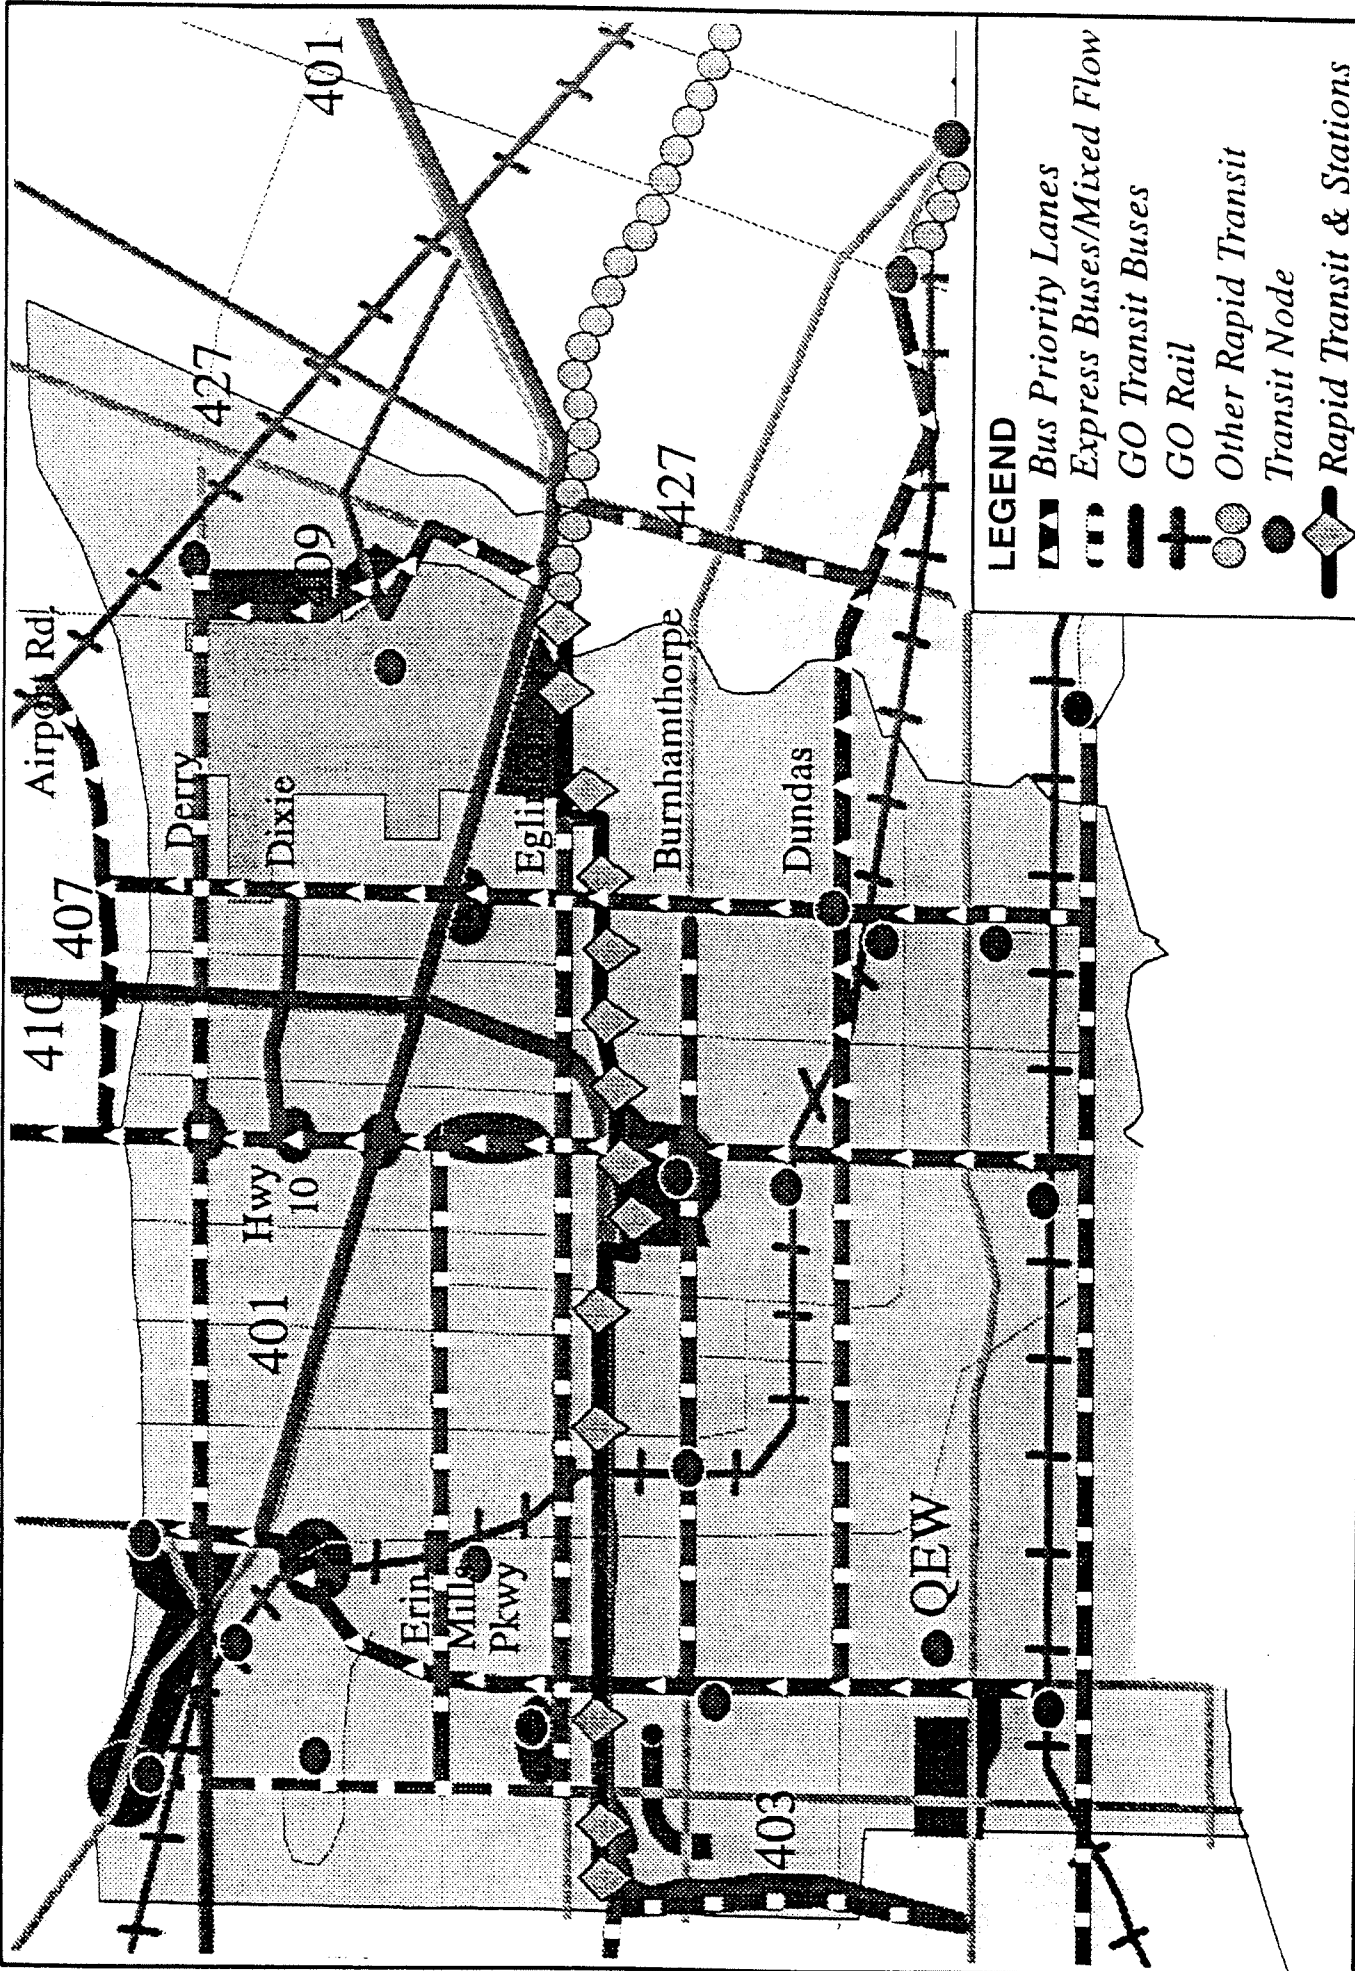 401
427
409
Airport Rd.
Derry
Dixie
407
410
Burnhamthorpe
Dundas
427
Hwy
10
401
Erin
Mills
Pkwy
QEW
403
LEGEND
Bus Priority Lanes
Express Buses/Mixed Flow
GO Transit Buses
GO Rail
Other Rapid Transit
Transit Node
Rapid Transit & Stations